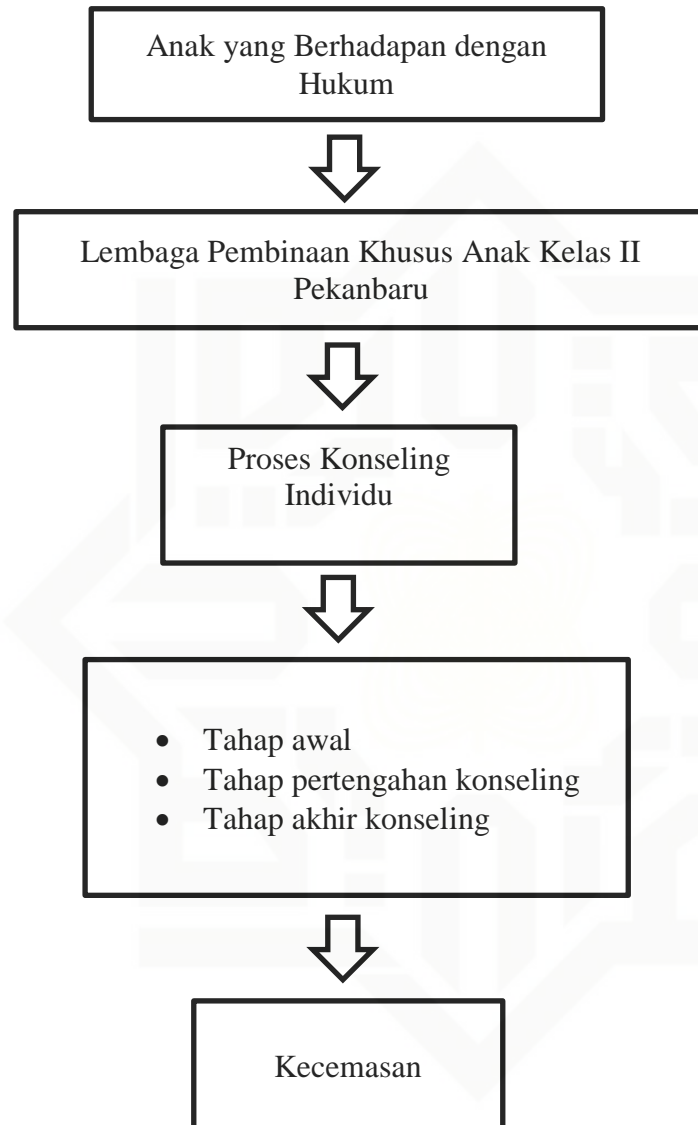 Anak yang Berhadapan dengan
Hukum
Lembaga Pembinaan Khusus Anak Kelas II
Pekanbaru
Proses Konseling
Individu
• Tahap awal
• Tahap pertengahan konseling
• Tahap akhir konseling
Kecemasan